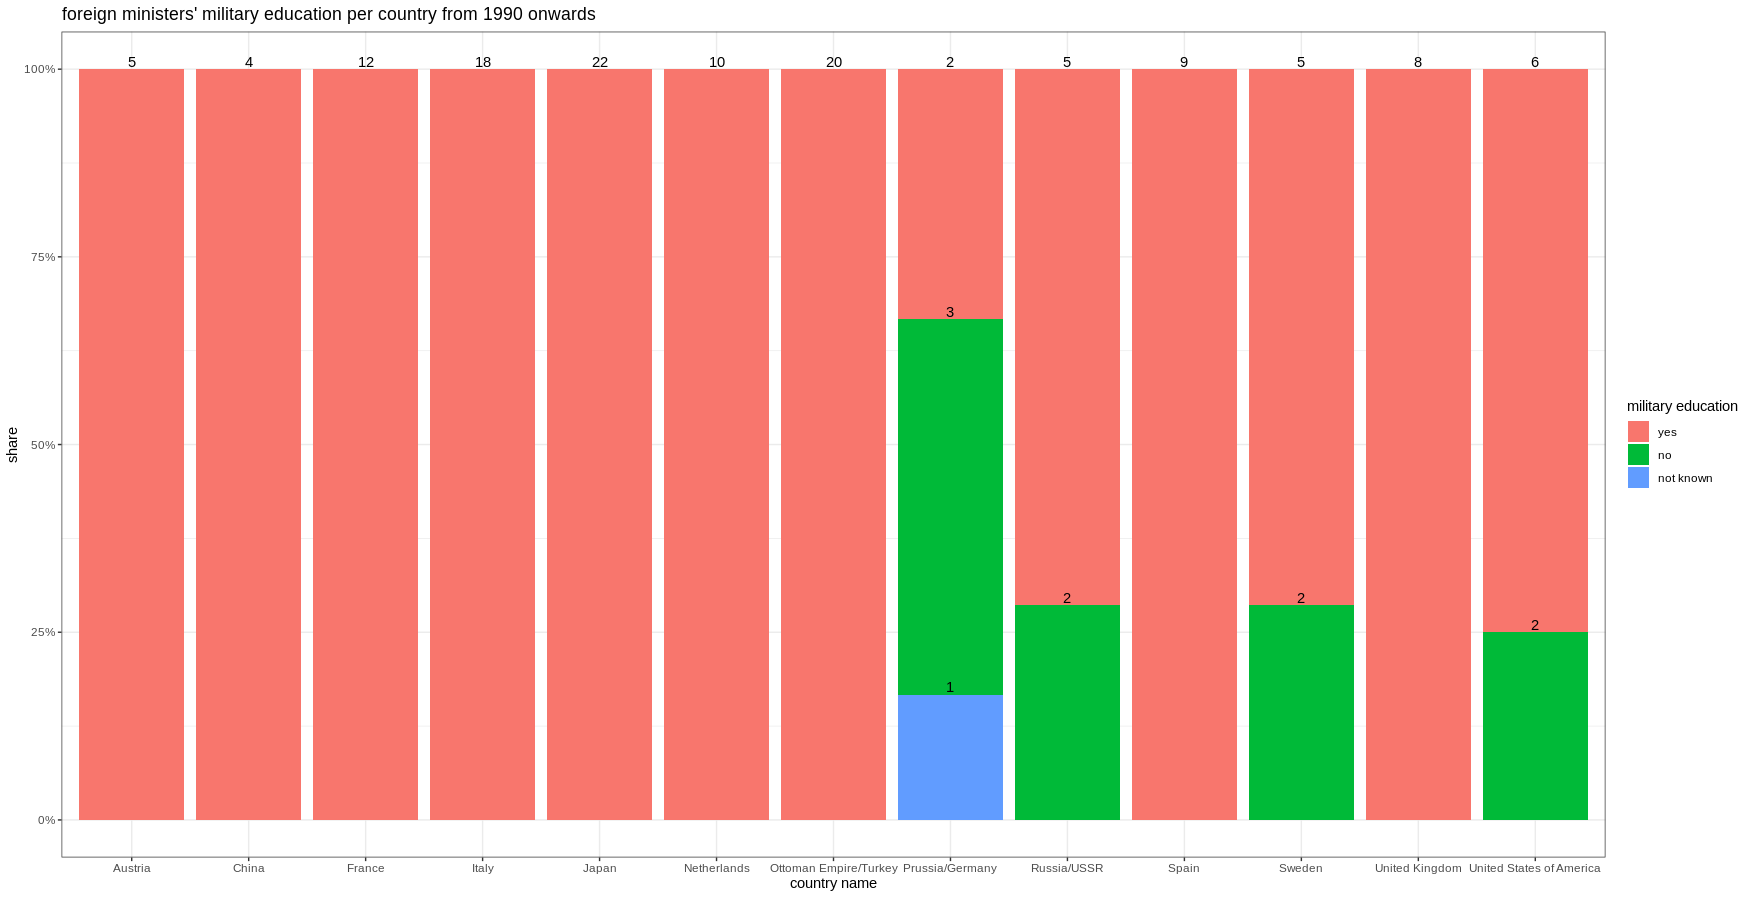 foreign ministers' military education per country from 1990 onwards
5 4 12 18 22 10 20 2 5 9 5 8 6
100%
75%
3
50%
2 2
25%
2
1
0%
share
Austria China France Italy Japan Netherlands Ottoman Empire/Turkey Prussia/Germany Russia/USSR Spain Sweden United Kingdom United States of America
country name
military education
yes
no
not known